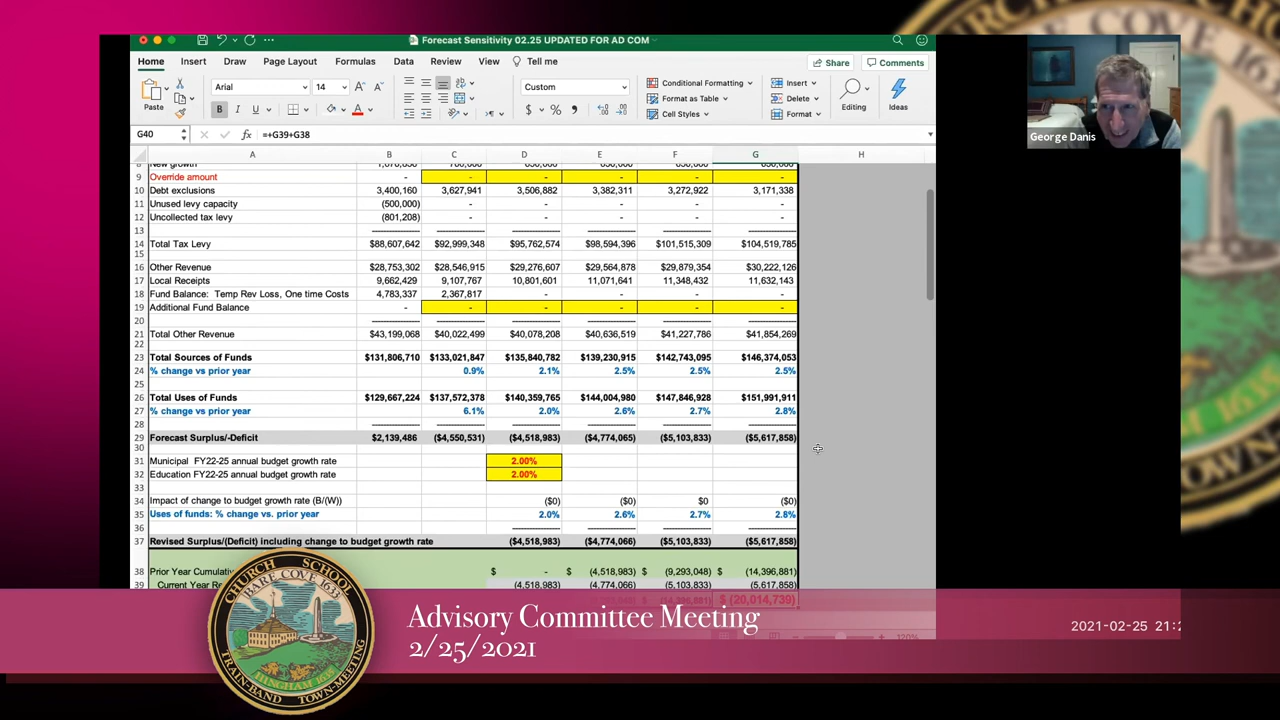 Forecast Sensitivity 02.25 UPDATED FOR AD COM
Home Insert Draw Page Layout Formulas Data Review View Tell me Share Comments
Paste Arial 14 Custom Conditional Formatting Insert
B I U $ % Format as Table Delete Editing Ideas
Cell Styles Format
G40 fx =+G39+G38
A B C D E F G H
9 Override amount - - - - - -
10 Debt exclusions 3,400,160 3,627,941 3,506,882 3,382,311 3,272,922 3,171,338
11 Unused levy capacity (500,000) - - - - -
12 Uncollected tax levy (801,208) - - - - -
13
14 Total Tax Levy $88,607,642 $92,999,348 $95,762,574 $98,594,396 $101,515,309 $104,519,785
15
16 Other Revenue $28,753,302 $28,546,915 $29,276,607 $29,564,878 $29,879,354 $30,222,126
17 Local Receipts 9,662,429 9,107,767 10,801,601 11,071,641 11,348,432 11,632,143
18 Fund Balance: Temp Rev Loss, One time Costs 4,783,337 2,367,817 - - - -
19 Additional Fund Balance - - - - - -
20
21 Total Other Revenue $43,199,068 $40,022,499 $40,078,208 $40,636,519 $41,227,786 $41,854,269
22
23 Total Sources of Funds $131,806,710 $133,021,847 $135,840,782 $139,230,915 $142,743,095 $146,374,053
24 % change vs prior year 0.9% 2.1% 2.5% 2.5% 2.5%
25
26 Total Uses of Funds $129,667,224 $137,572,378 $140,359,765 $144,004,980 $147,846,928 $151,991,911
27 % change vs prior year 6.1% 2.0% 2.6% 2.7% 2.8%
28
29 Forecast Surplus/-Deficit $2,139,486 ($4,550,531) ($4,518,983) ($4,774,065) ($5,103,833) ($5,617,858)
30
31 Municipal FY22-25 annual budget growth rate 2.00%
32 Education FY22-25 annual budget growth rate 2.00%
33
34 Impact of change to budget growth rate (B/(W)) ($0) ($0) $0 ($0)
35 Uses of funds: % change vs. prior year 2.0% 2.6% 2.7% 2.8%
36
37 Revised Surplus/(Deficit) including change to budget growth rate ($4,518,983) ($4,774,066) ($5,103,833) ($5,617,858)
38 Prior Year $ - $ (4,518,983) $ (9,293,048) $ (14,396,881)
39 Current Year (4,518,983) (4,774,066) (5,103,833) (5,617,858)
$ (20,014,739)
120%
George Danis
CHURCH SCHOOL
BARE COVE 1633
HINGHAM 1635
TRAIN-BAND TOWN-MEETING
Advisory Committee Meeting
2/25/2021
2021-02-25